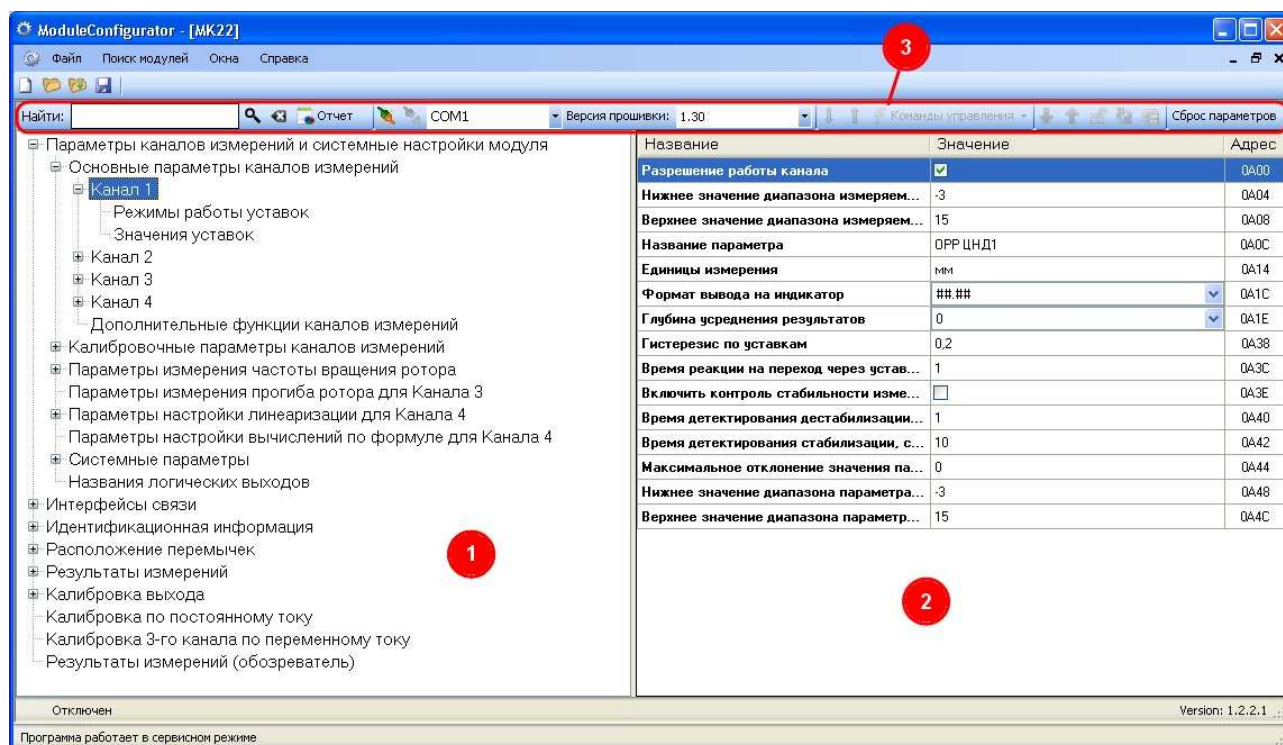 ModuleConfigurator - [MK22]
Файл Поиск модулей Окна Справка
3
Найти: Отчет COM1 Версия прошивки: 1.30 Команды управления Сброс параметров
Параметры каналов измерений и системные настройки модуля
Основные параметры каналов измерений
Канал 1
Режимы работы уставок
Значения уставок
Канал 2
Канал 3
Канал 4
Дополнительные функции каналов измерений
Калибровочные параметры каналов измерений
Параметры измерения частоты вращения ротора
Параметры измерения прогиба ротора для Канала 3
Параметры настройки линеаризации для Канала 4
Параметры настройки вычислений по формуле для Канала 4
Системные параметры
Названия логических выходов
Интерфейсы связи
Идентификационная информация
Расположение перемычек
Результаты измерений
Калибровка выхода
Калибровка по постоянному току
Калибровка 3-го канала по переменному току
Результаты измерений (обозреватель)
1
Название Значение Адрес
Разрешение работы канала 0A00
Нижнее значение диапазона измеряем... -3 0A04
Верхнее значение диапазона измеряем... 15 0A08
Название параметра ОРР ЦНД1 0A0C
Единицы измерения мм 0A14
Формат вывода на индикатор ##.## 0A1C
Глубина усреднения результатов 0 0A1E
Гистерезис по уставкам 0,2 0A38
Время реакции на переход через устав... 1 0A3C
Включить контроль стабильности изме... 0A3E
Время детектирования дестабилизации... 1 0A40
Время детектирования стабилизации, с... 10 0A42
Максимальное отклонение значения па... 0 0A44
Нижнее значение диапазона параметра... -3 0A48
Верхнее значение диапазона параметр... 15 0A4C
2
Отключен Version: 1.2.2.1
Программа работает в сервисном режиме